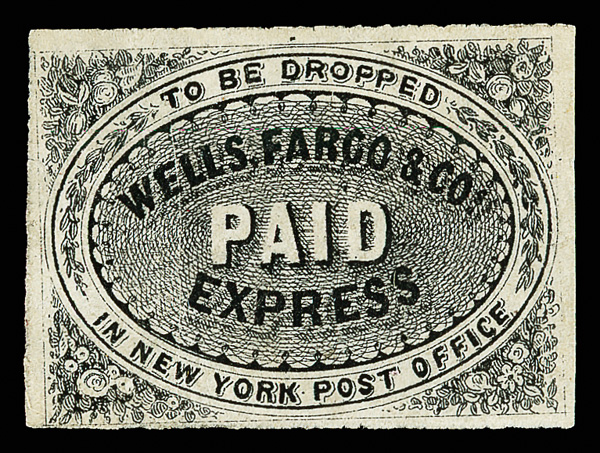 TO BE DROPPED
WELLS, FARGO & CO.
PAID
EXPRESS
IN NEW YORK POST OFFICE